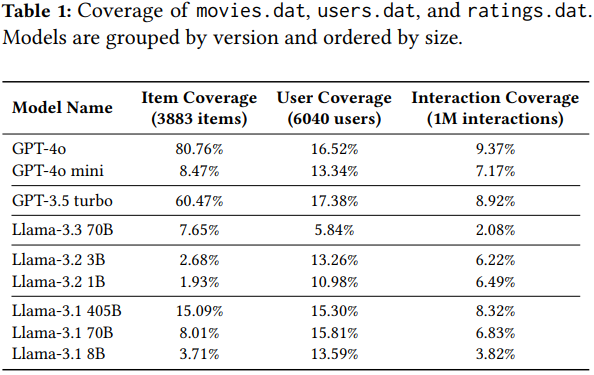 Table 1: Coverage of movies.dat, users.dat, and ratings.dat.
Models are grouped by version and ordered by size.
Model Name Item Coverage (3883 items) User Coverage (6040 users) Interaction Coverage (1M interactions)
GPT-4o 80.76% 16.52% 9.37%
GPT-4o mini 8.47% 13.34% 7.17%
GPT-3.5 turbo 60.47% 17.38% 8.92%
Llama-3.3 70B 7.65% 5.84% 2.08%
Llama-3.2 3B 2.68% 13.26% 6.22%
Llama-3.2 1B 1.93% 10.98% 6.49%
Llama-3.1 405B 15.09% 15.30% 8.32%
Llama-3.1 70B 8.01% 15.81% 6.83%
Llama-3.1 8B 3.71% 13.59% 3.82%